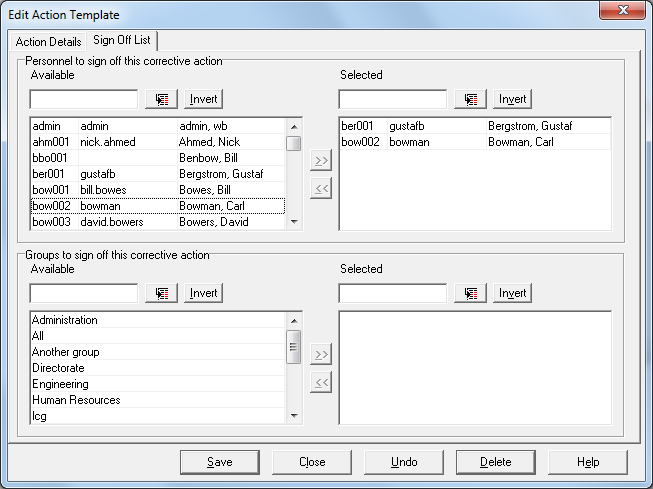 Edit Action Template
Action Details Sign Off List
Personnel to sign off this corrective action
Available
Invert
admin admin admin, wb
ahm001 nick.ahmed Ahmed, Nick
bbo001 Benbow, Bill
ber001 gustafb Bergstrom, Gustaf
bow001 bill.bowes Bowes, Bill
bow002 bowman Bowman, Carl
bow003 david.bowers Bowers, David
>>
<<
Selected
Invert
ber001 gustafb Bergstrom, Gustaf
bow002 bowman Bowman, Carl
Groups to sign off this corrective action
Available
Invert
Administration
All
Another group
Directorate
Engineering
Human Resources
Icg
>>
<<
Selected
Invert
Save Close Undo Delete Help